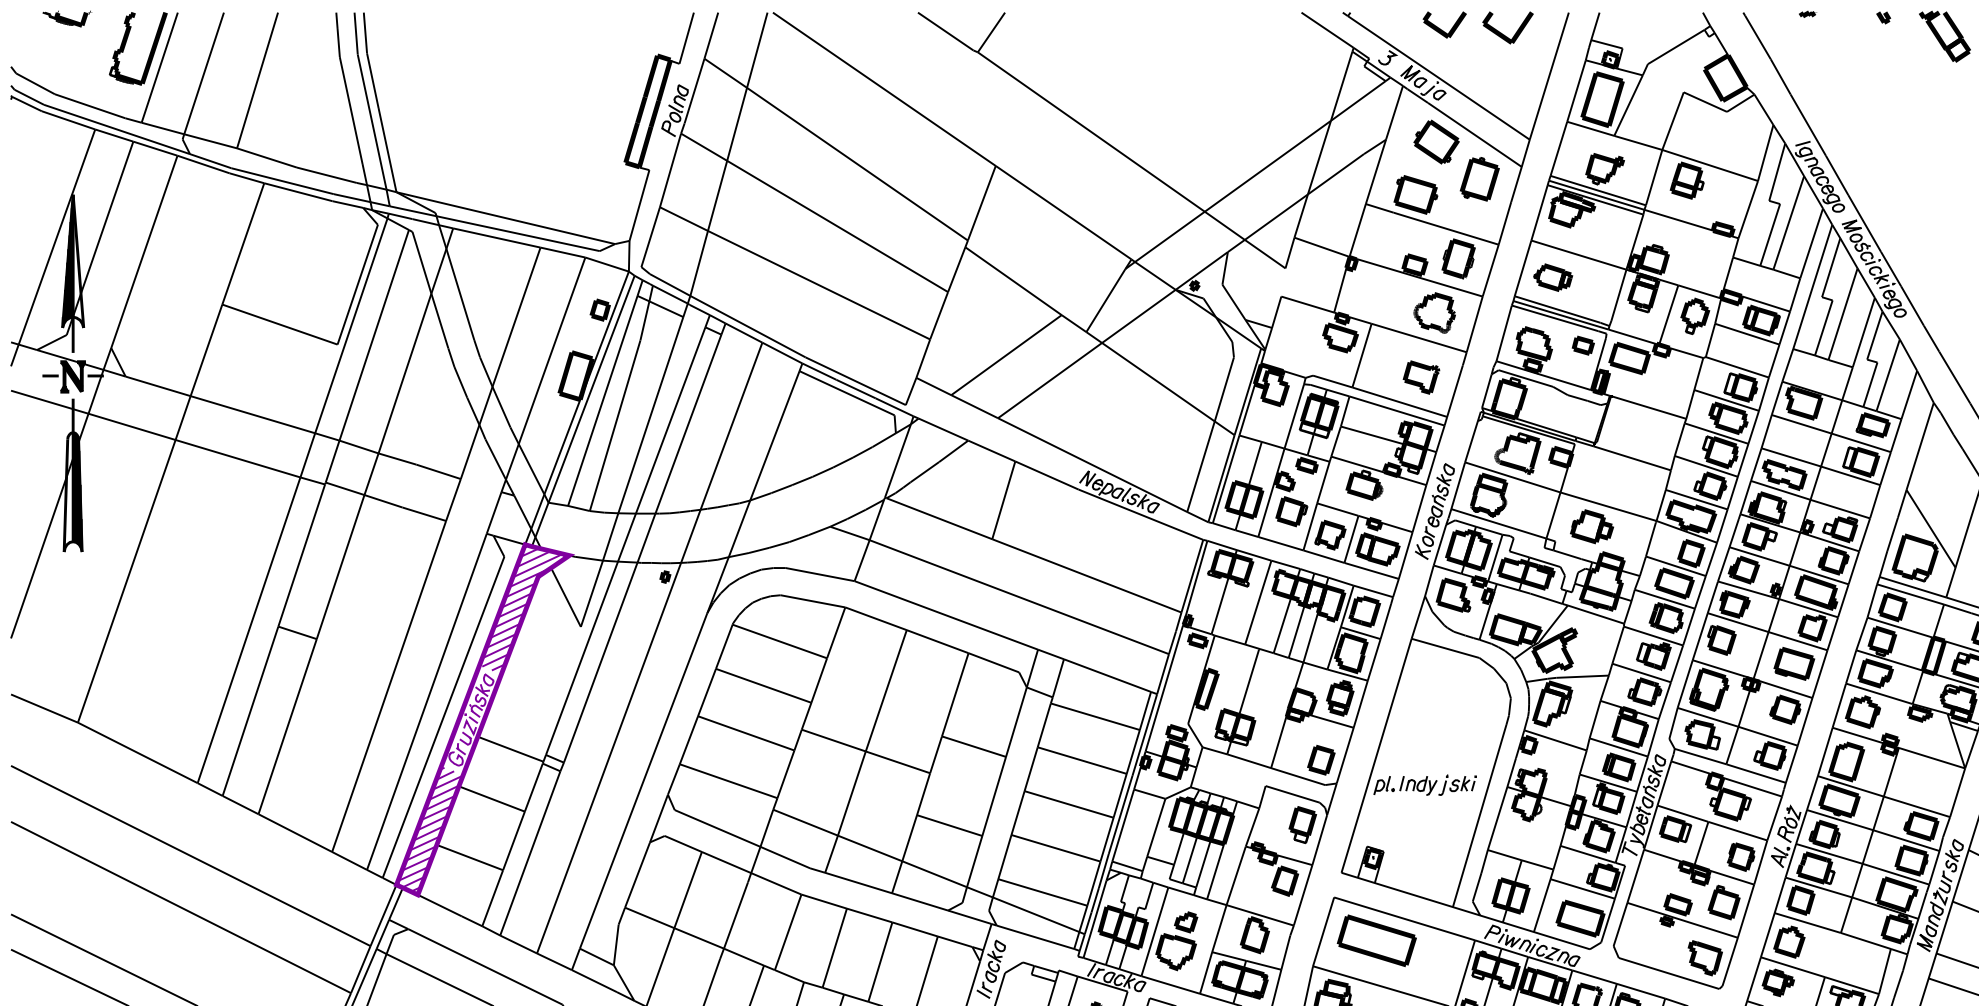 3 Maja
Polna
Ignacego Mościckiego
N
Nepalska
Koreańska
Gruzińska
pl.Indyjski
Tybetańska
Al.Róż
Mandżurska
Piwniczna
Iracka
Iracka